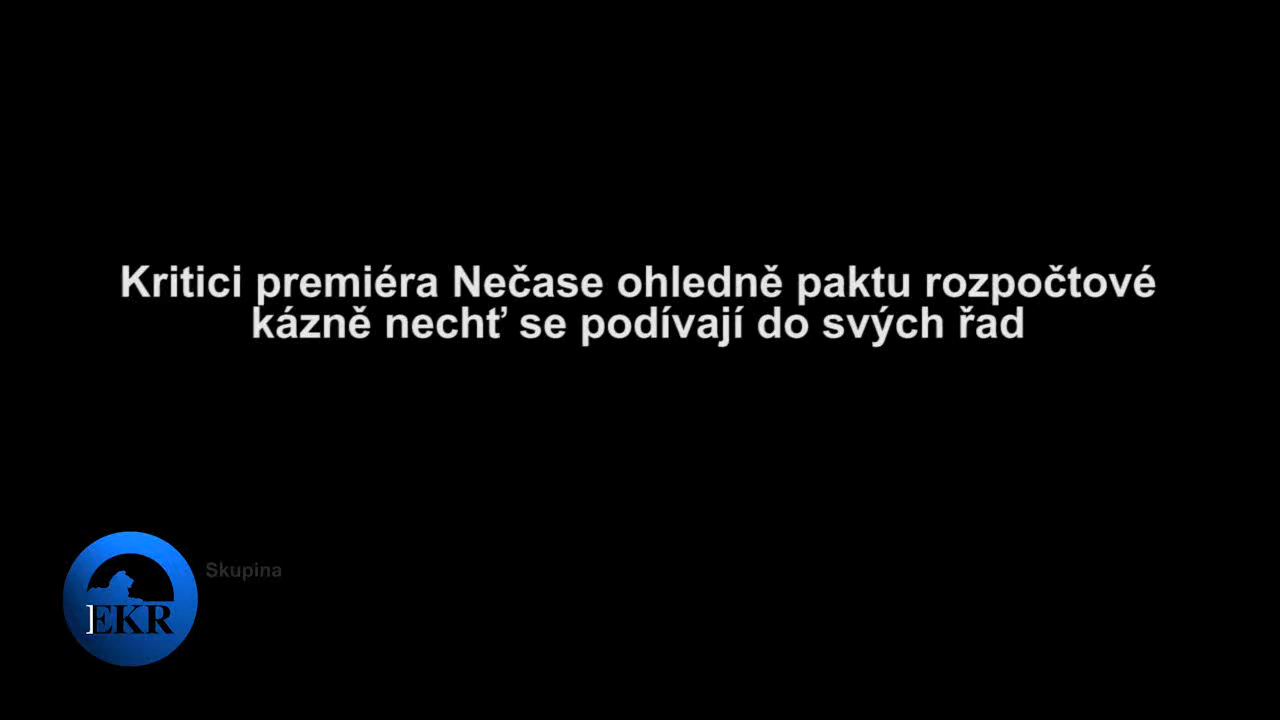 Kritici premiéra Nečase ohledně paktu rozpočtové
kázně nechť se podívají do svých řad
Skupina
EKR